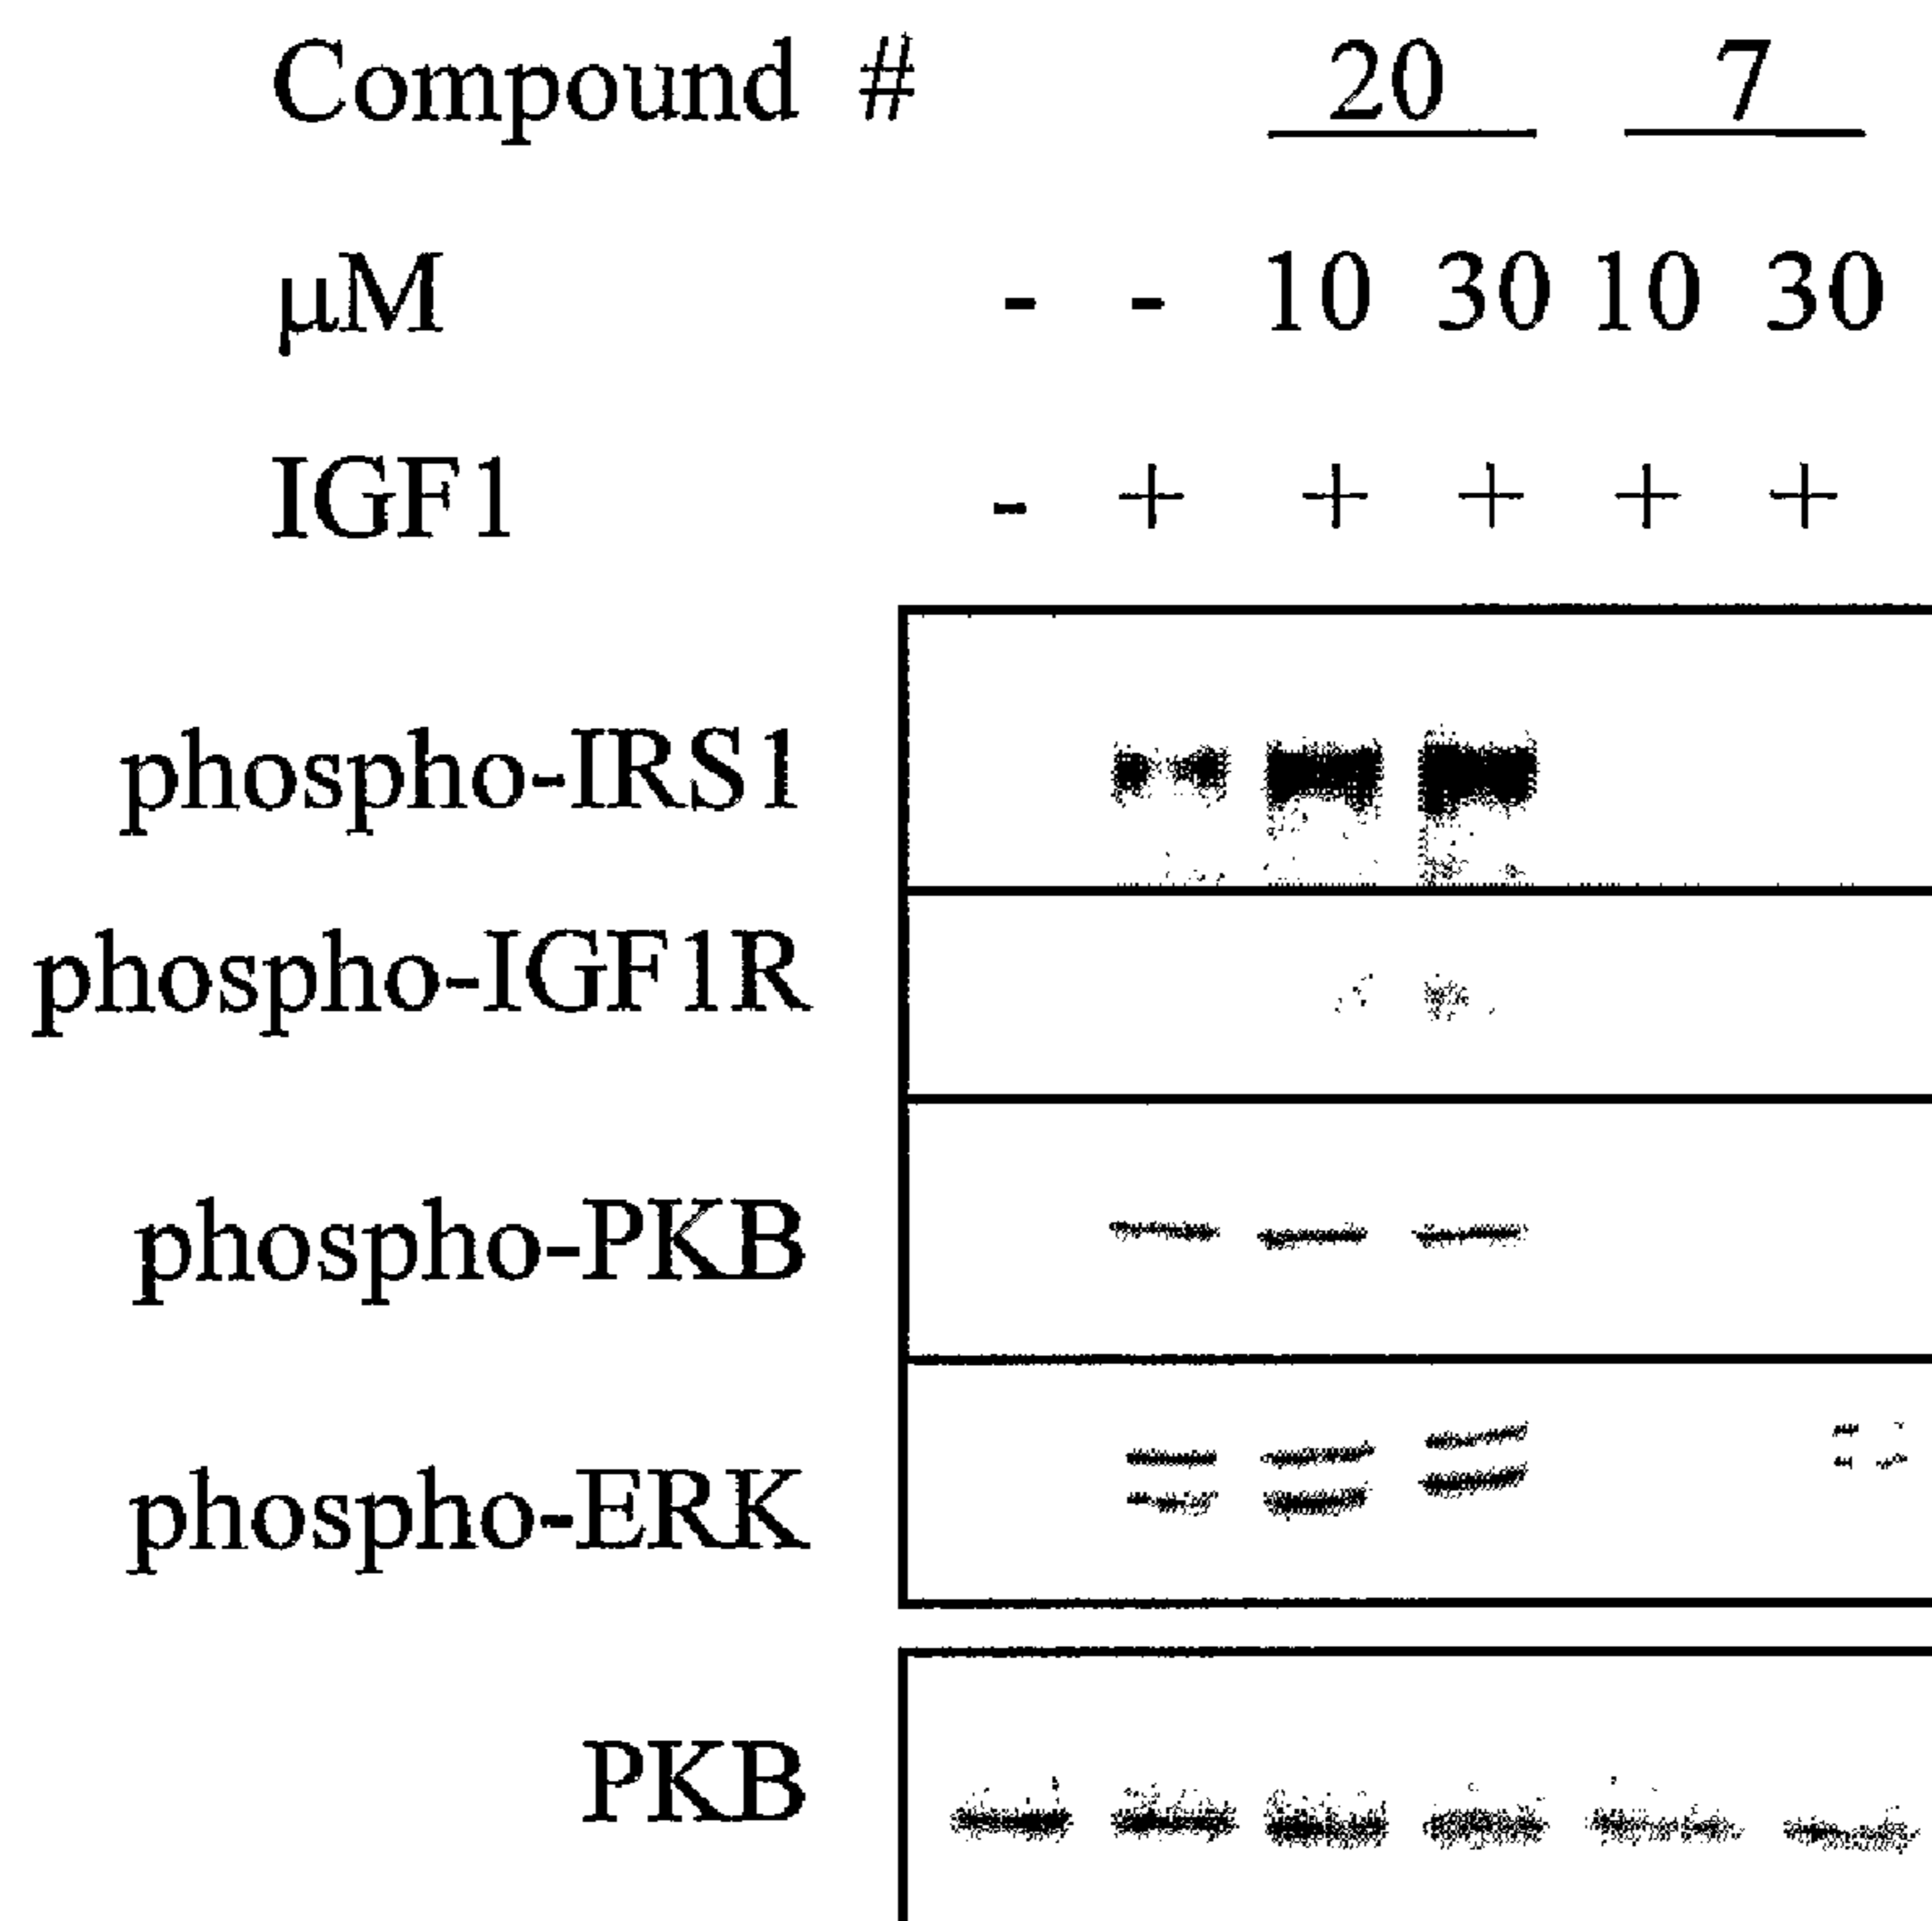 Compound # 20 7
µM - - 10 30 10 30
IGF1 - + + + + +
phospho-IRS1
phospho-IGF1R
phospho-PKB
phospho-ERK
PKB